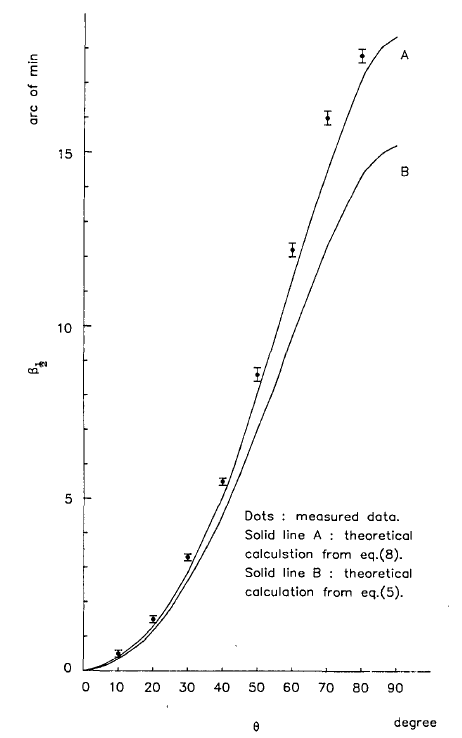 arc of min
A
15
B
10
β½
5
Dots : measured data.
Solid line A : theoretical
calculstion from eq.(8).
Solid line B : theoretical
calculation from eq.(5).
0
0 10 20 30 40 50 60 70 80 90
degree
θ